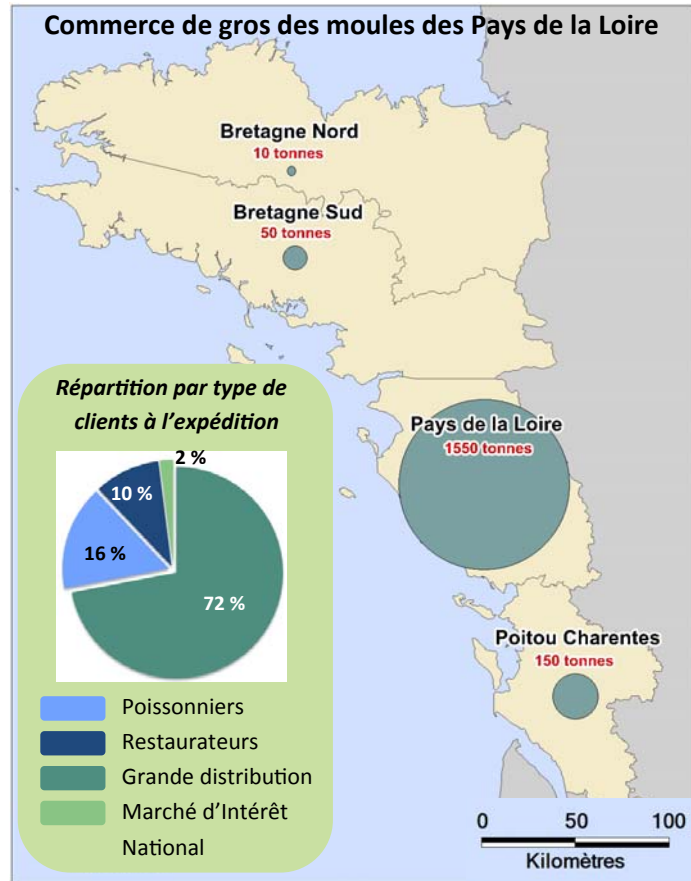 Commerce de gros des moules des Pays de la Loire
Bretagne Nord
10 tonnes
Bretagne Sud
50 tonnes
Pays de la Loire
1550 tonnes
Poitou Charentes
150 tonnes
Répartition par type de
clients à l'expédition
2 %
10 %
16 %
72 %
Poissonniers
Restaurateurs
Grande distribution
Marché d'Intérêt
National
0 50 100
Kilomètres